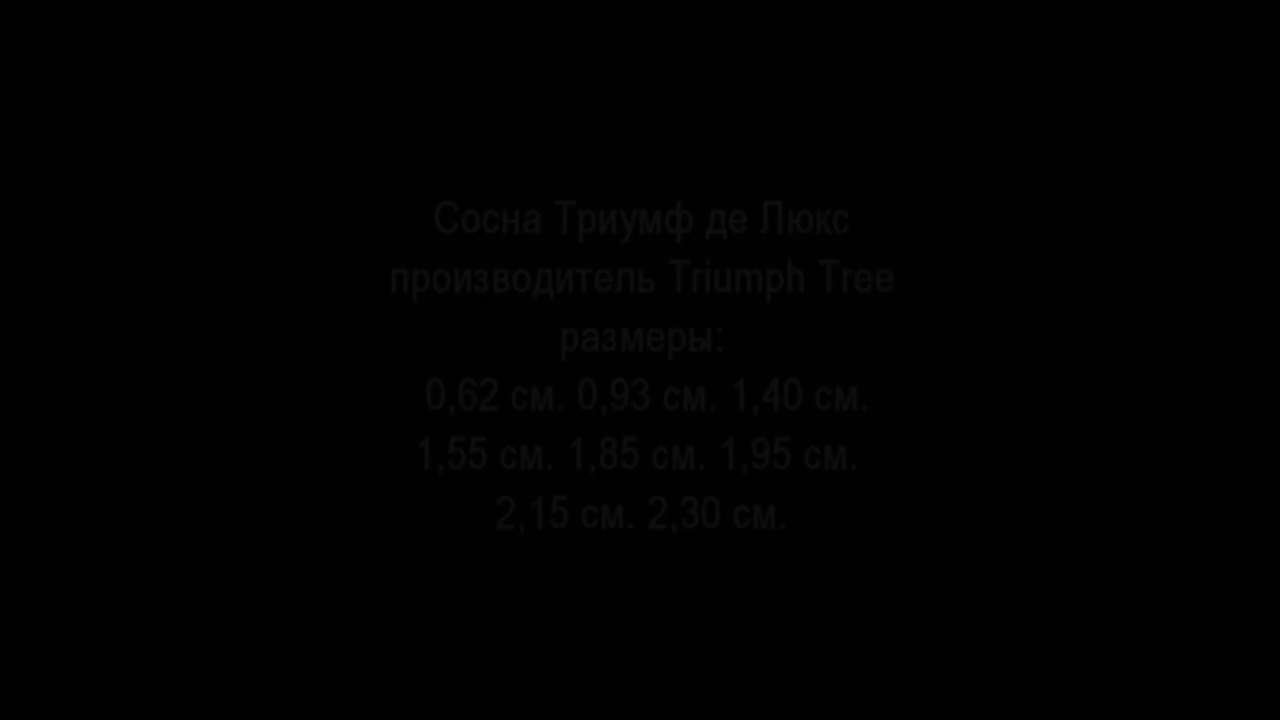 Сосна Триумф де Люкс
производитель Triumph Tree
размеры:
0,62 см. 0,93 см. 1,40 см.
1,55 см. 1,85 см. 1,95 см.
2,15 см. 2,30 см.